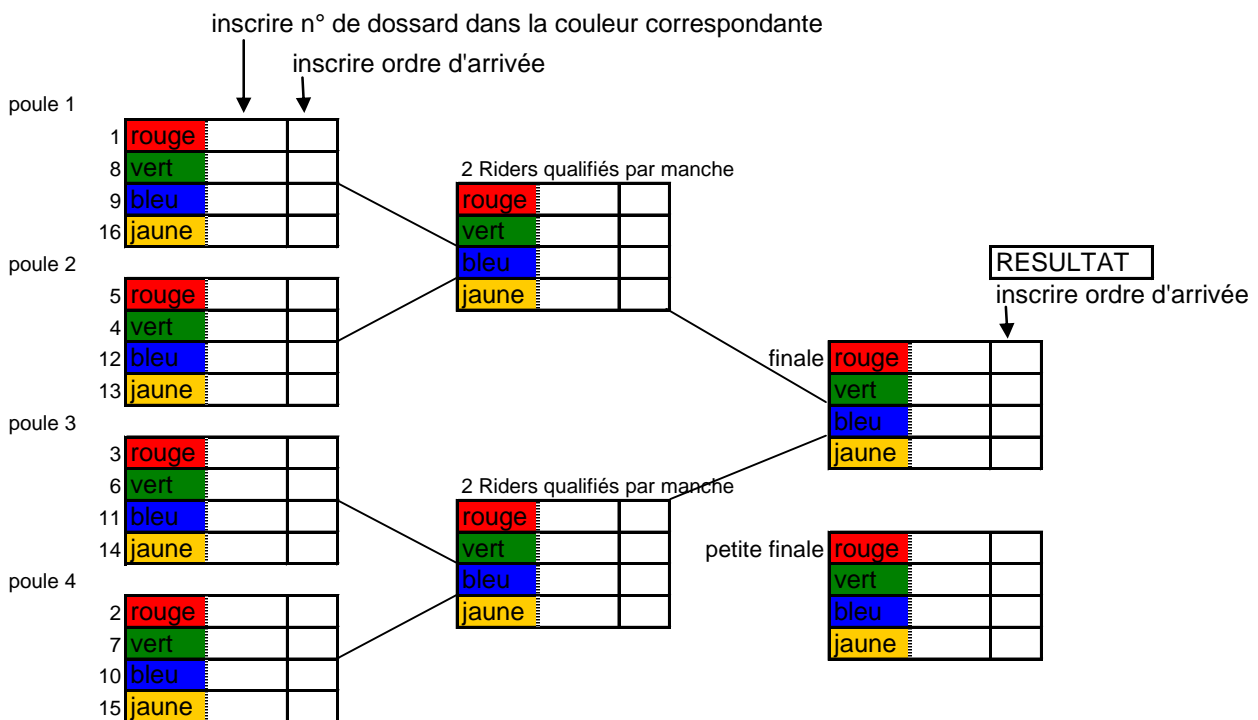 inscrire n° de dossard dans la couleur correspondante
inscrire ordre d'arrivée
poule 1
1 rouge
8 vert
9 bleu
16 jaune
poule 2
5 rouge
4 vert
12 bleu
13 jaune
poule 3
3 rouge
6 vert
11 bleu
14 jaune
poule 4
2 rouge
7 vert
10 bleu
15 jaune
2 Riders qualifiés par manche
rouge
vert
bleu
jaune
2 Riders qualifiés par manche
rouge
vert
bleu
jaune
RESULTAT
inscrire ordre d'arrivée
finale rouge
vert
bleu
jaune
petite finale rouge
vert
bleu
jaune